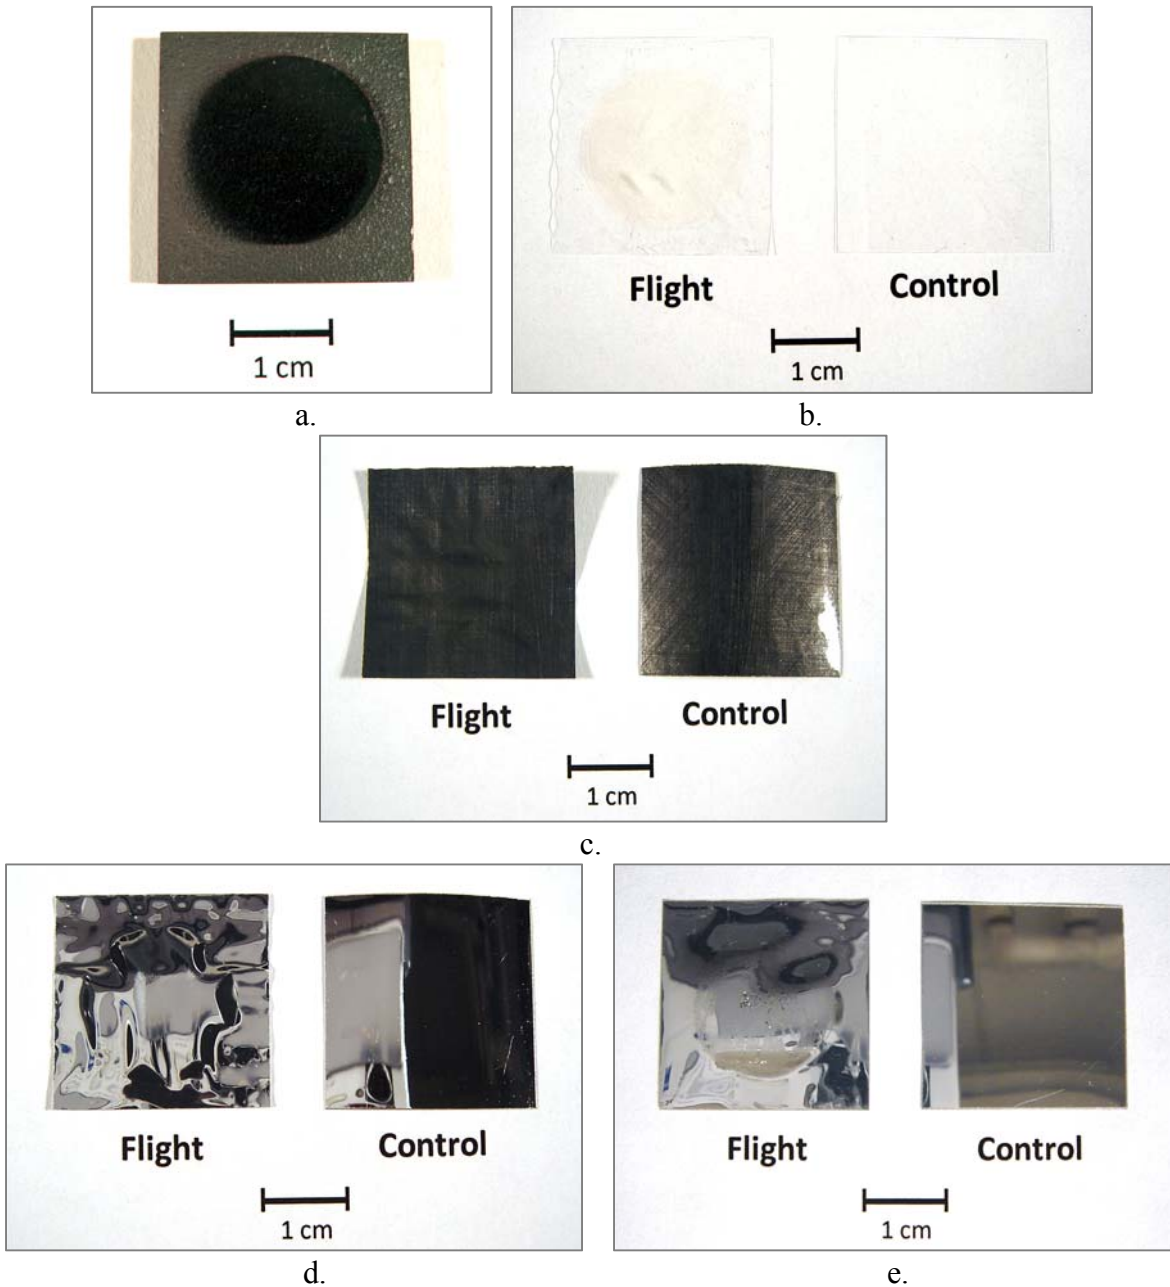 1 cm
Flight
Control
1 cm
a.
b.
Flight
Control
1 cm
c.
Flight
Control
1 cm
Flight
Control
1 cm
d.
e.